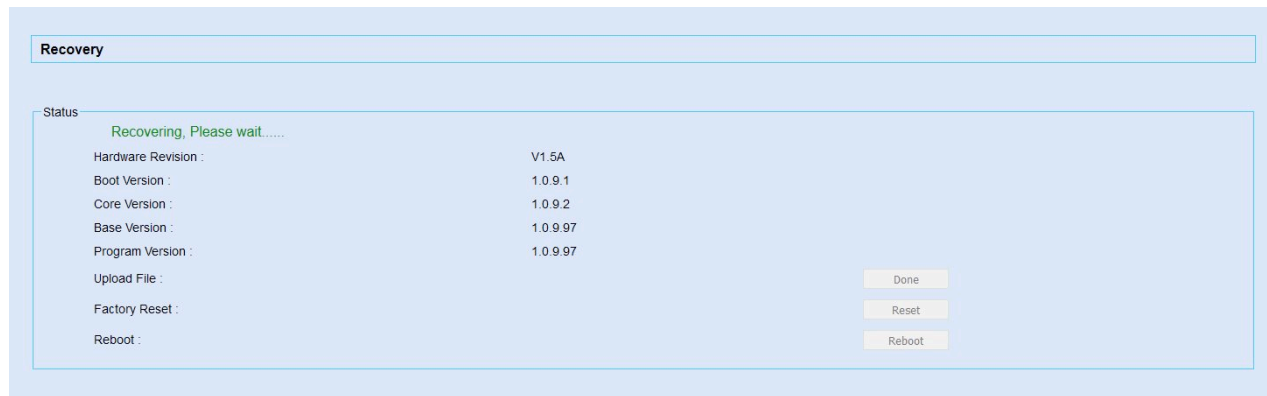 Recovery
Status
Recovering, Please wait......
Hardware Revision : V1.5A
Boot Version : 1.0.9.1
Core Version : 1.0.9.2
Base Version : 1.0.9.97
Program Version : 1.0.9.97
Upload File : Done
Factory Reset : Reset
Reboot : Reboot